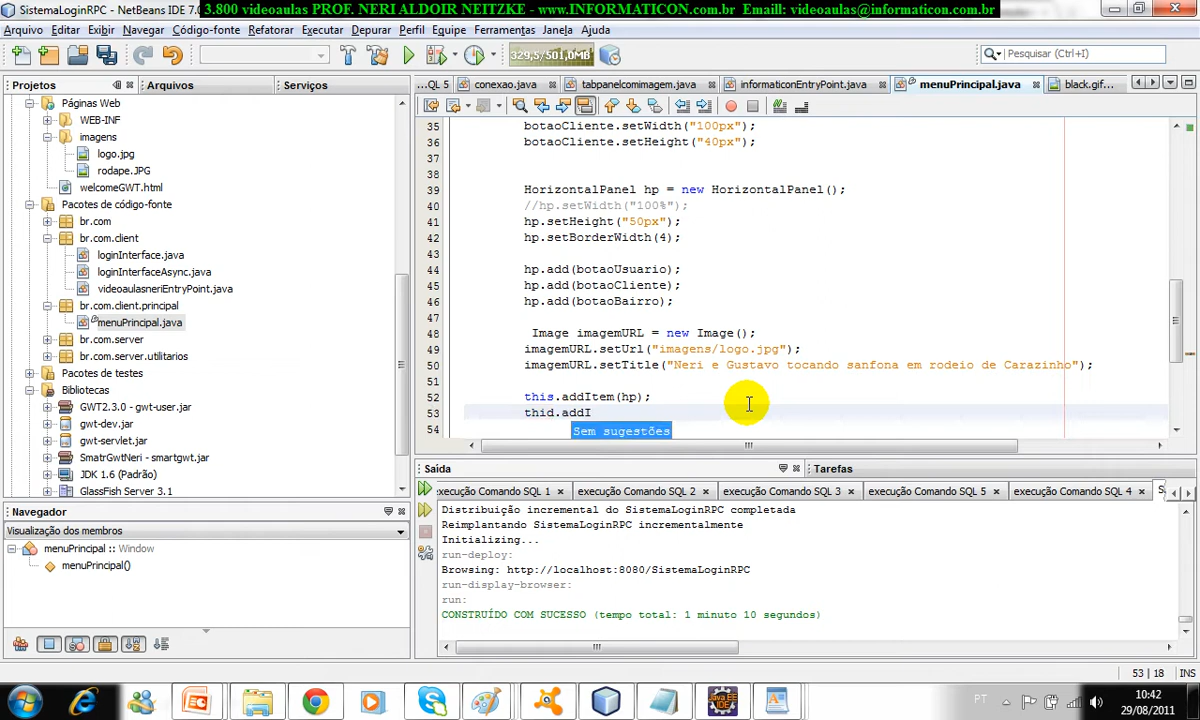 SistemaLoginRPC - NetBeans IDE 7.0
3.800 videoaulas PROF. NERI ALDOIR NEITZKE - www.INFORMATICON.com.br Emaill: videoaulas@informaticon.com.br
Arquivo Editar Exibir Navegar Código-fonte Refatorar Executar Depurar Perfil Equipe Ferramentas Janela Ajuda
329,5/501,0MB
Pesquisar (Ctrl+I)
Projetos Arquivos Serviços
...QL 5 conexao.java tabpanelcomimagem.java informaticonEntryPoint.java menuPrincipal.java black.gif...
Páginas Web
WEB-INF
imagens
logo.jpg
rodape.JPG
welcomeGWT.html
Pacotes de código-fonte
br.com
br.com.client
loginInterface.java
loginInterfaceAsync.java
videoaulasneriEntryPoint.java
br.com.client.principal
menuPrincipal.java
br.com.server
br.com.server.utilitarios
Pacotes de testes
Bibliotecas
GWT2.3.0 - gwt-user.jar
gwt-dev.jar
gwt-servlet.jar
SmatrGwtNeri - smartgwt.jar
JDK 1.6 (Padrão)
GlassFish Server 3.1
35 botaoCliente.setWidth("100px");
36 botaoCliente.setHeight("40px");
37
38
39 HorizontalPanel hp = new HorizontalPanel();
40 //hp.setWidth("100%");
41 hp.setHeight("50px");
42 hp.setBorderWidth(4);
43
44 hp.add(botaoUsuario);
45 hp.add(botaoCliente);
46 hp.add(botaoBairro);
47
48 Image imagemURL = new Image();
49 imagemURL.setUrl("imagens/logo.jpg");
50 imagemURL.setTitle("Neri e Gustavo tocando sanfona em rodeio de Carazinho");
51
52 this.addItem(hp);
53 thid.addI
54
Sem sugestões
Navegador
Visualização dos membros
menuPrincipal :: Window
menuPrincipal()
Saída Tarefas
execução Comando SQL 1 execução Comando SQL 2 execução Comando SQL 3 execução Comando SQL 5 execução Comando SQL 4
Distribuição incremental do SistemaLoginRPC completada
Reimplantando SistemaLoginRPC incrementalmente
Initializing...
run-deploy:
Browsing: http://localhost:8080/SistemaLoginRPC
run-display-browser:
run:
CONSTRUÍDO COM SUCESSO (tempo total: 1 minuto 10 segundos)
53 | 18 INS
PT
10:42
29/08/2011